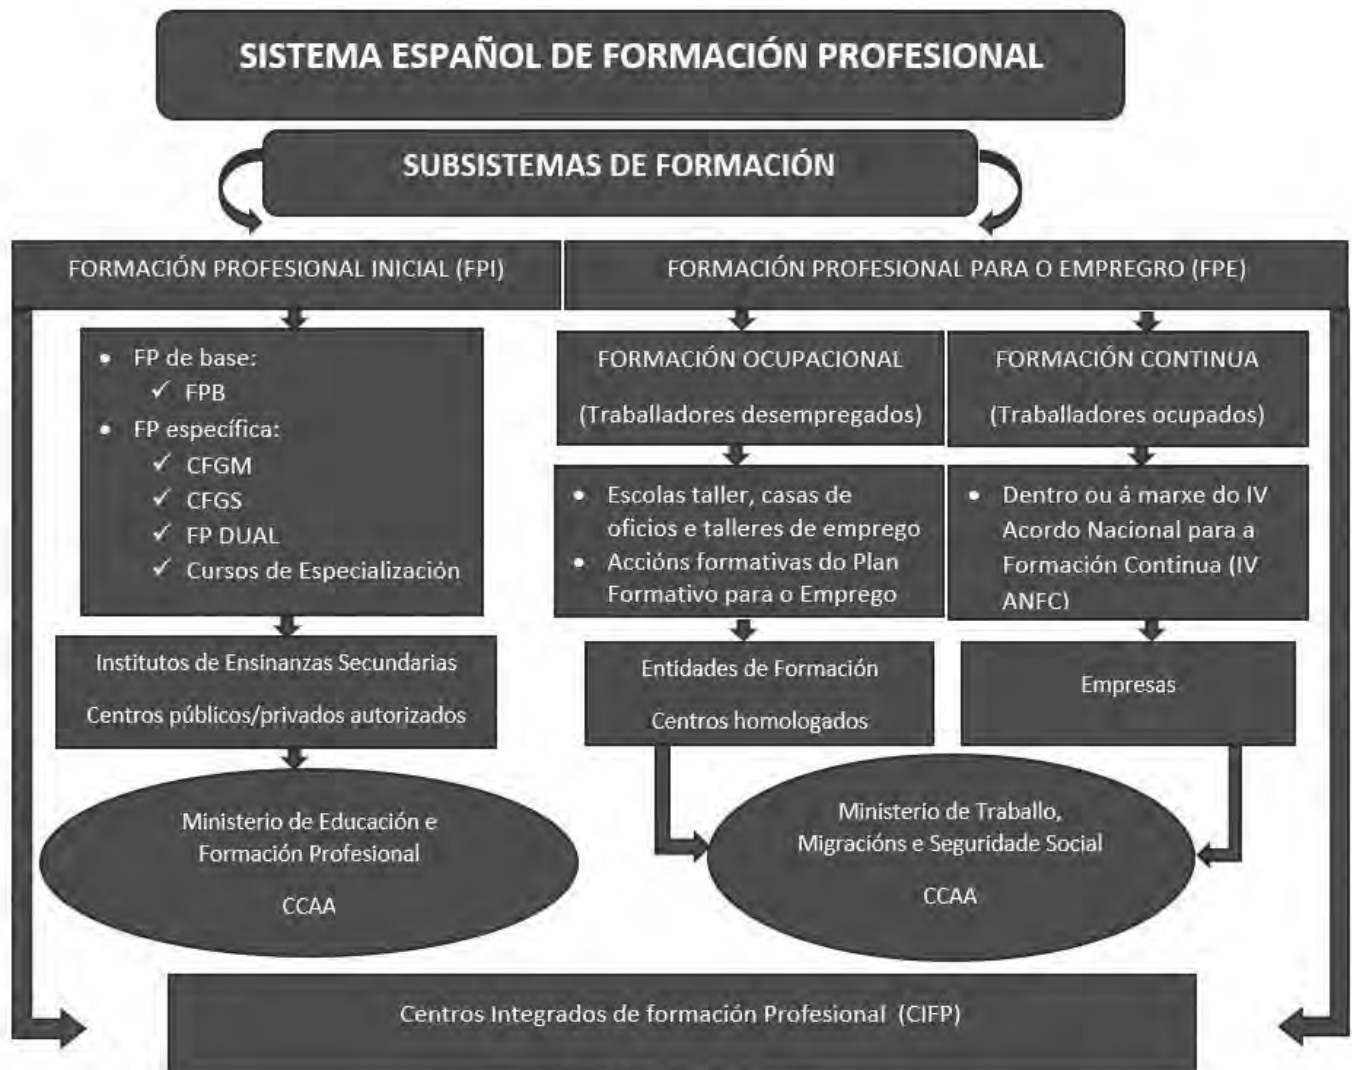 SISTEMA ESPAÑOL DE FORMACIÓN PROFESIONAL
SUBSISTEMAS DE FORMACIÓN
FORMACIÓN PROFESIONAL INICIAL (FPI)
FORMACIÓN PROFESIONAL PARA O EMPREGRO (FPE)
• FP de base:
✓ FPB
• FP específica:
✓ CFGM
✓ CFGS
✓ FP DUAL
✓ Cursos de Especialización
Institutos de Ensinanzas Secundarias
Centros públicos/privados autorizados
Ministerio de Educación e
Formación Profesional
CCAA
FORMACIÓN OCUPACIONAL
(Traballadores desempregados)
• Escolas taller, casas de
oficios e talleres de emprego
• Accións formativas do Plan
Formativo para o Emprego
Entidades de Formación
Centros homologados
FORMACIÓN CONTINUA
(Traballadores ocupados)
• Dentro ou á marxe do IV
Acordo Nacional para a
Formación Continua (IV
ANFC)
Empresas
Ministerio de Traballo,
Migracións e Seguridade Social
CCAA
Centros Integrados de formación Profesional (CIFP)